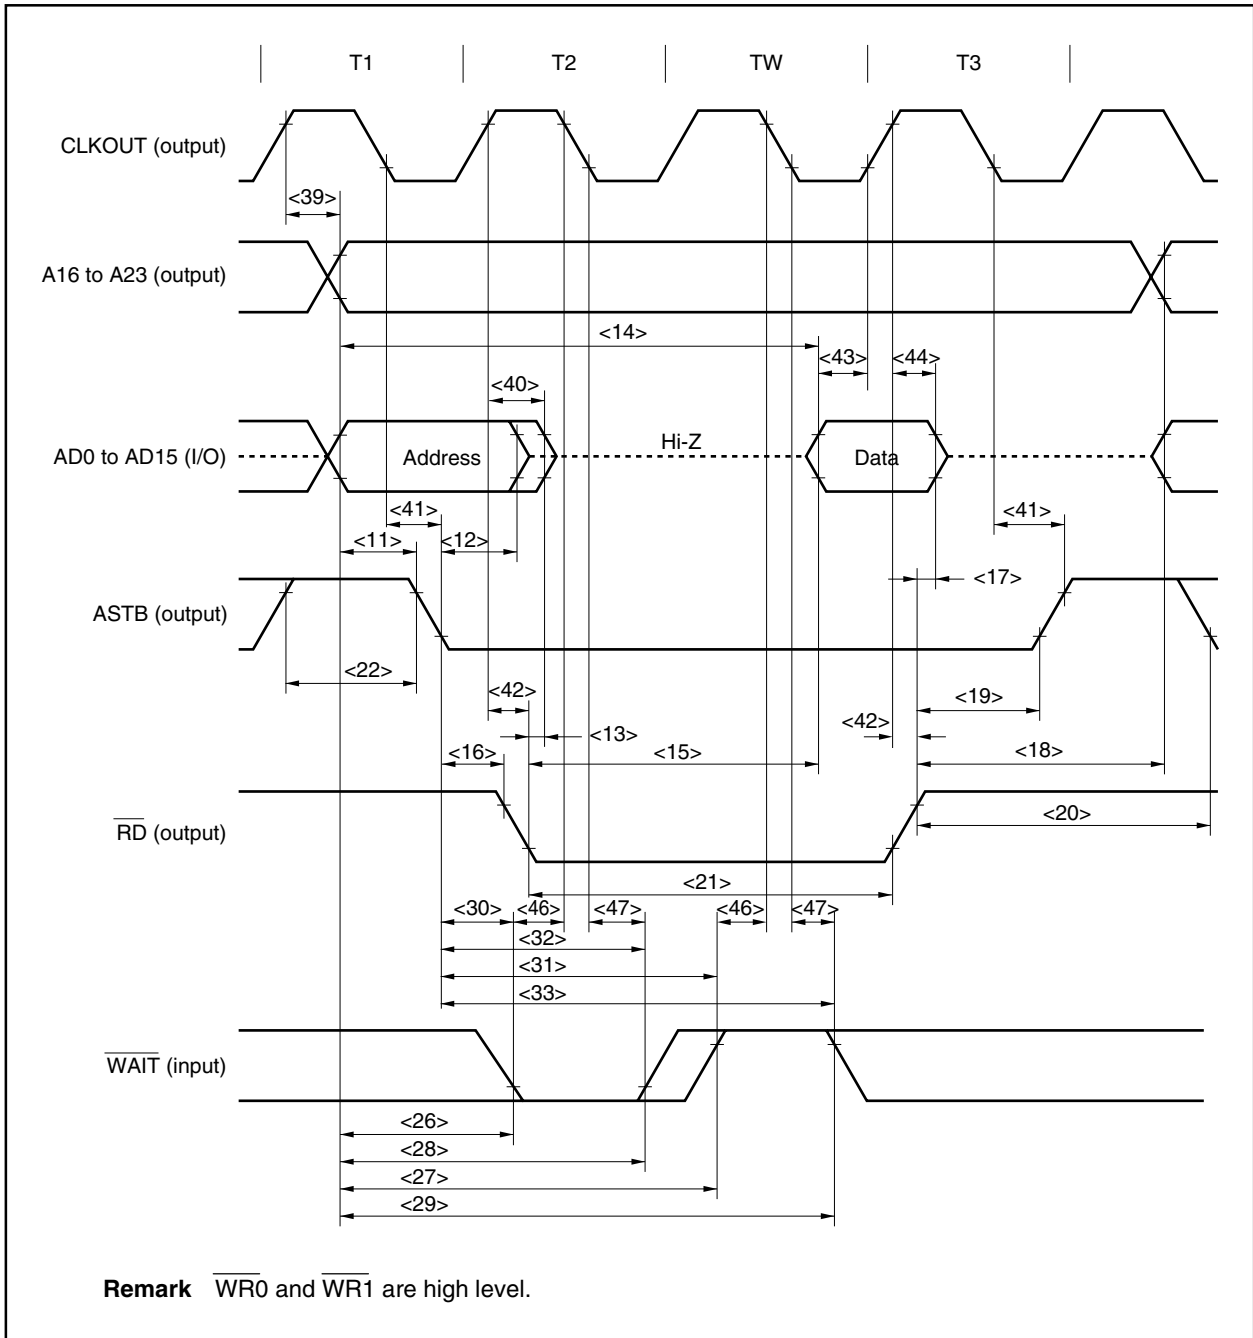 T1 T2 TW T3
CLKOUT (output)
<39>
A16 to A23 (output)
<14>
<43> <44>
<40>
AD0 to AD15 (I/O) Address Hi-Z Data
<41> <41>
<11> <12>
<17>
ASTB (output)
<22>
<42> <19>
<42>
<13>
<16> <15> <18>
RD (output) <20>
<21>
<30> <46> <47> <46> <47>
<32>
<31>
<33>
WAIT (input)
<26>
<28>
<27>
<29>
Remark WR0 and WR1 are high level.